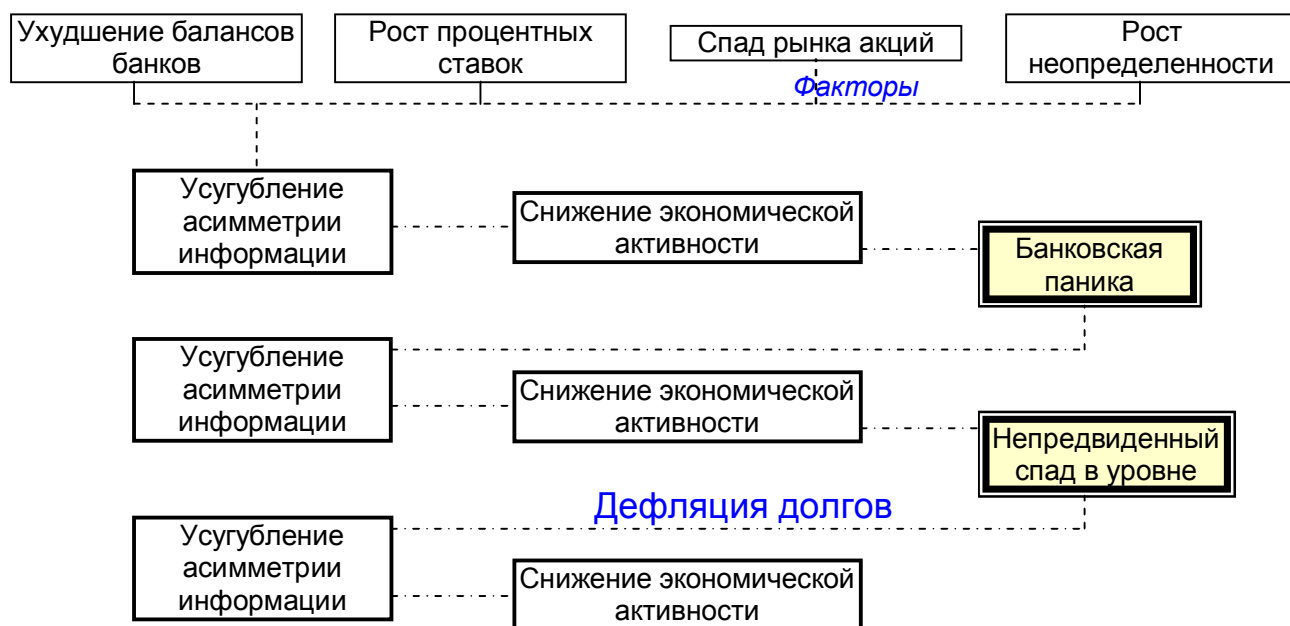 Ухудшение балансов
банков
Рост процентных
ставок
Спад рынка акций
Рост
неопределенности
Факторы
Усугубление
асимметрии
информации
Снижение экономической
активности
Банковская
паника
Усугубление
асимметрии
информации
Снижение экономической
активности
Непредвиденный
спад в уровне
Дефляция долгов
Усугубление
асимметрии
информации
Снижение экономической
активности